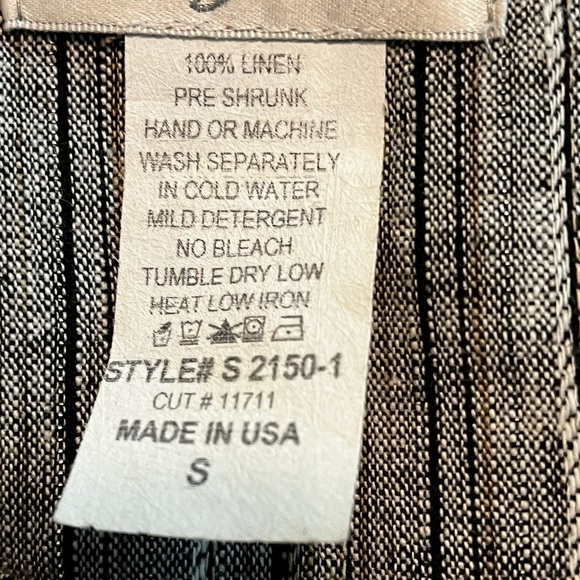 100% LINEN
PRE SHRUNK
HAND OR MACHINE
WASH SEPARATELY
IN COLD WATER
MILD DETERGENT
NO BLEACH
TUMBLE DRY LOW
HEAT LOW IRON
STYLE# S 2150-1
CUT # 11711
MADE IN USA
S